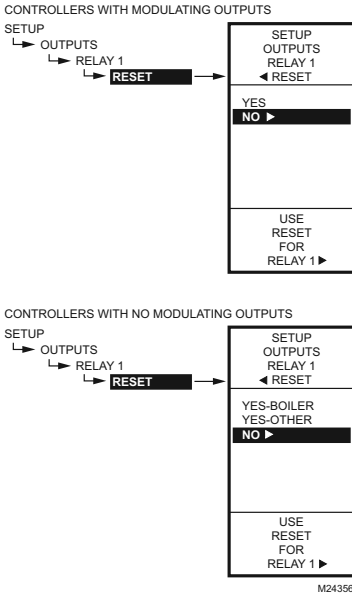 CONTROLLERS WITH MODULATING OUTPUTS
SETUP
OUTPUTS
RELAY 1
RESET
SETUP
OUTPUTS
RELAY 1
◀ RESET
YES
NO ▶
USE
RESET
FOR
RELAY 1 ▶
CONTROLLERS WITH NO MODULATING OUTPUTS
SETUP
OUTPUTS
RELAY 1
RESET
SETUP
OUTPUTS
RELAY 1
◀ RESET
YES-BOILER
YES-OTHER
NO ▶
USE
RESET
FOR
RELAY 1 ▶
M24356